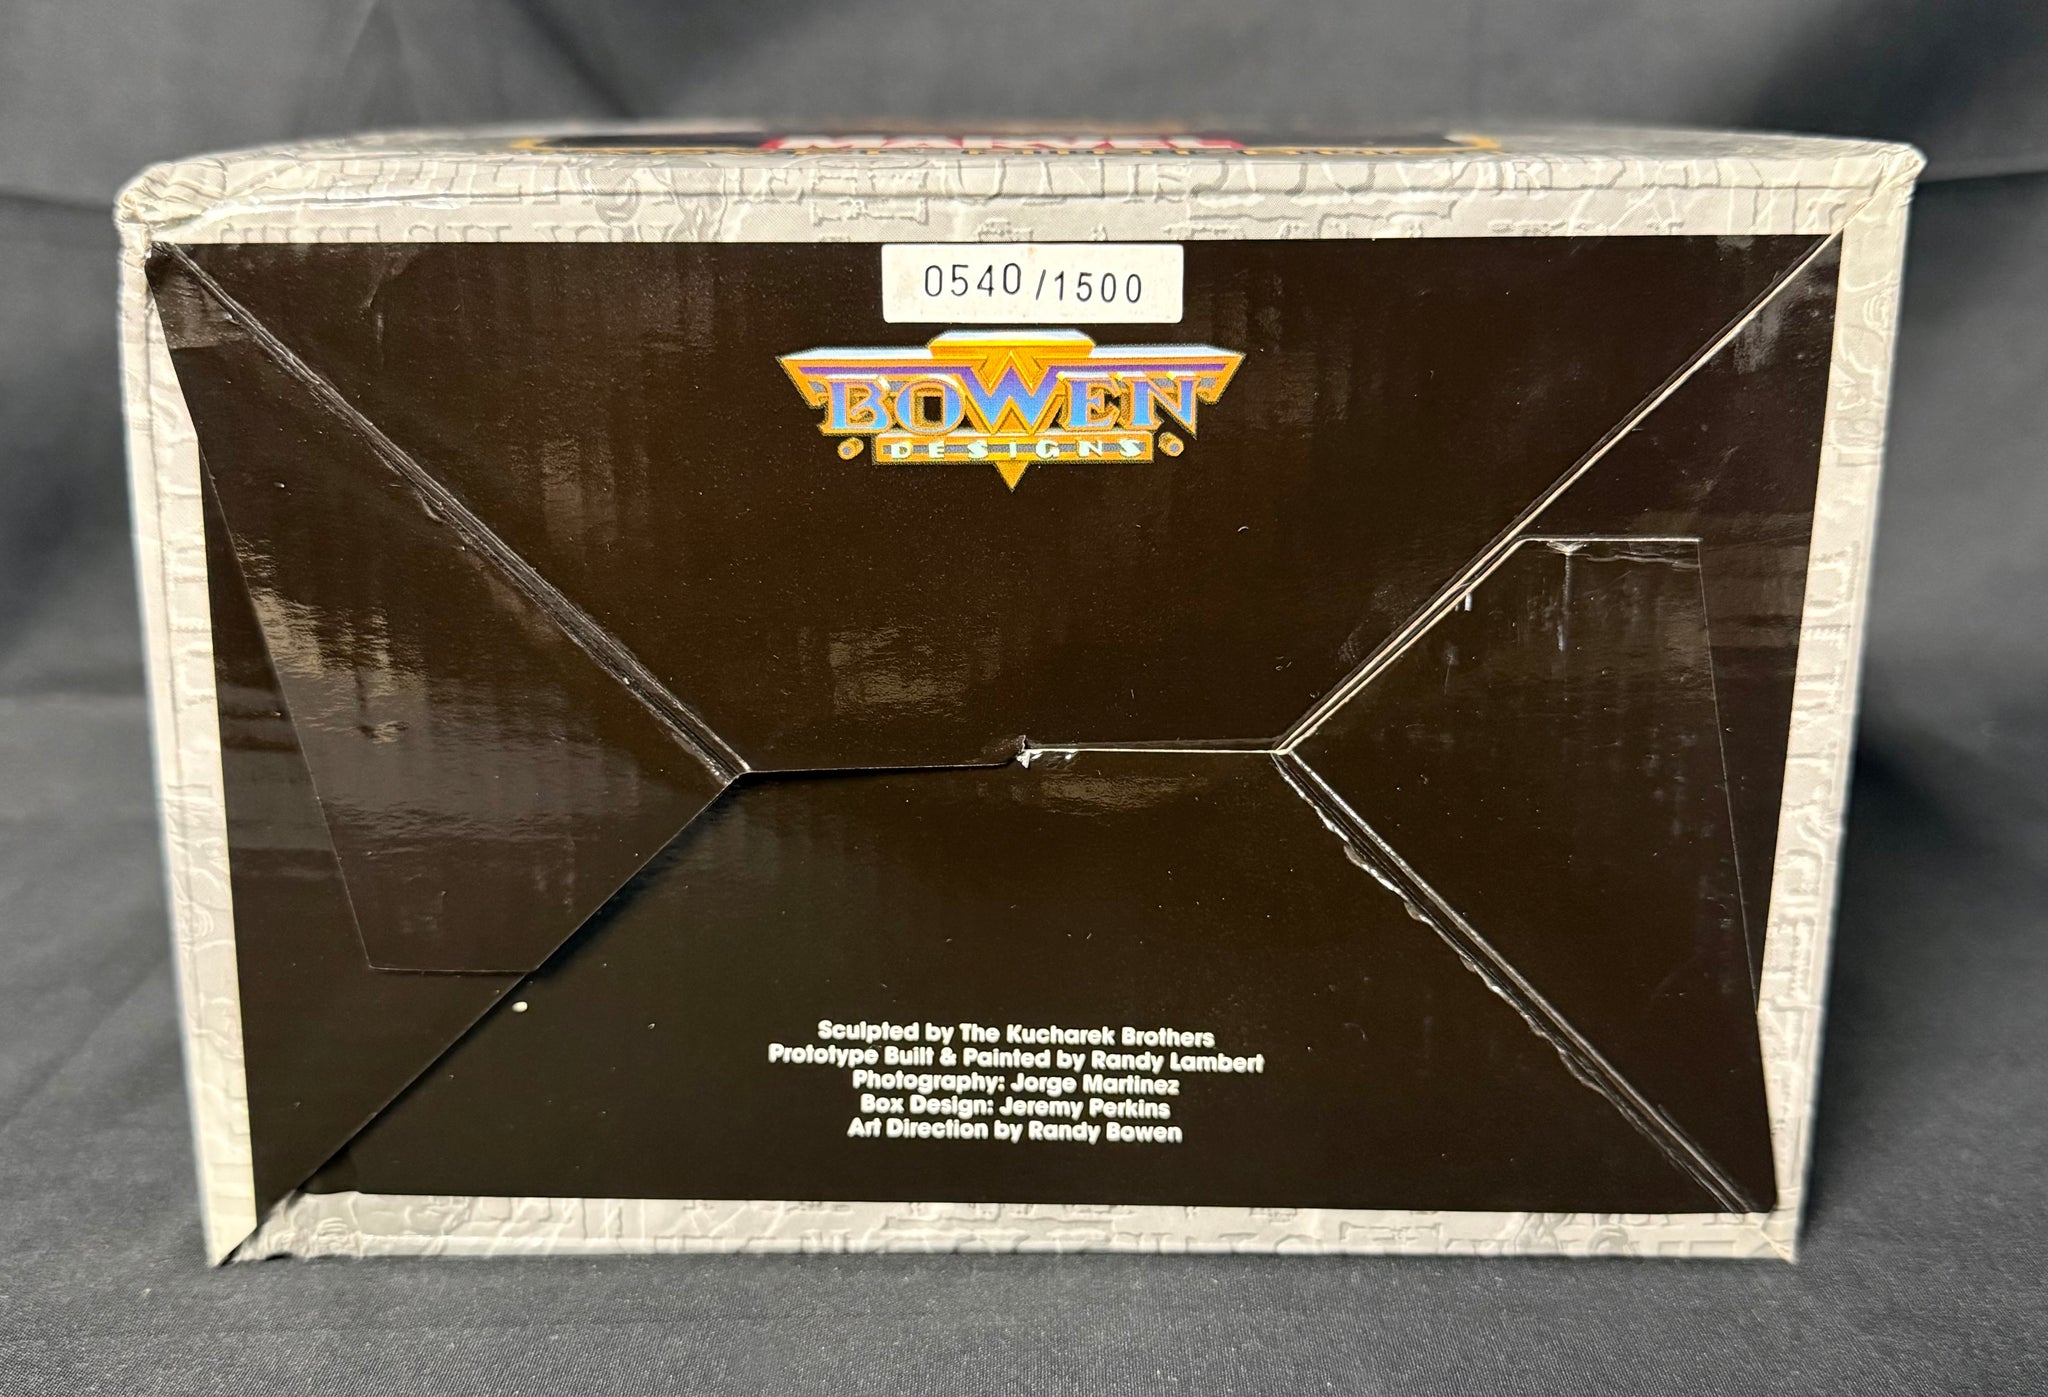 MARVEL
0540/1500
BOWEN
DESIGNS
Sculpted by The Kucharek Brothers
Prototype Built & Painted by Randy Lambert
Photography: Jorge Martinez
Box Design: Jeremy Perkins
Art Direction by Randy Bowen